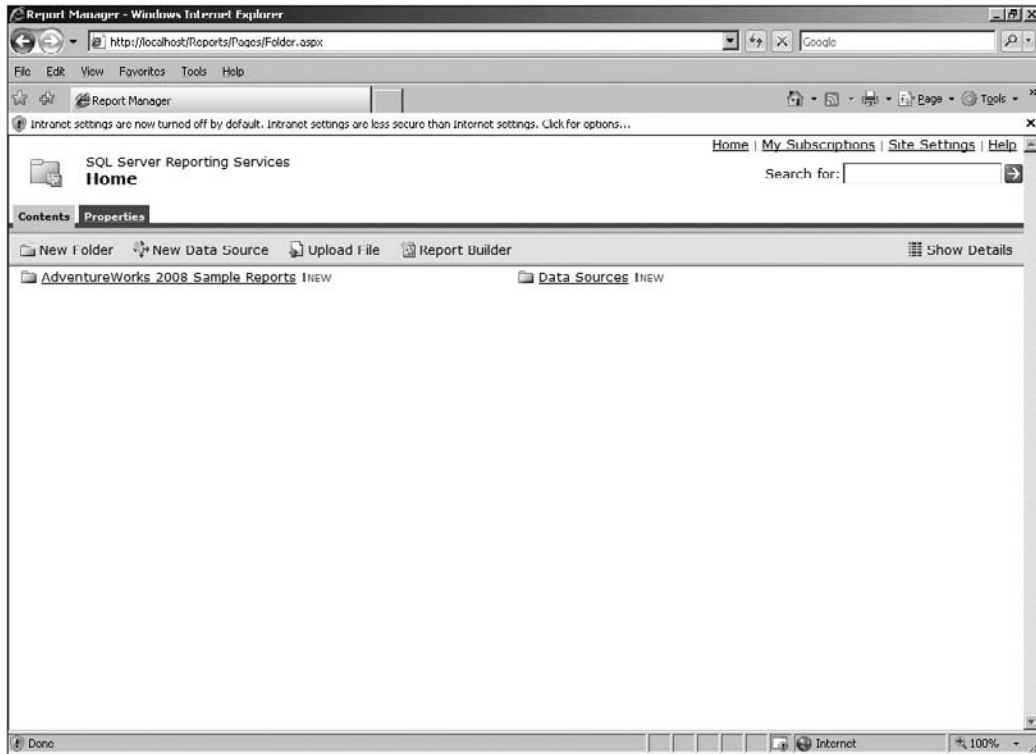 Report Manager - Windows Internet Explorer
http://localhost/Reports/Pages/Folder.aspx
Google
File Edit View Favorites Tools Help
Report Manager
Page Tools
Intranet settings are now turned off by default. Intranet settings are less secure than Internet settings. Click for options...
Home | My Subscriptions | Site Settings | Help
SQL Server Reporting Services
Home
Search for:
Contents Properties
New Folder New Data Source Upload File Report Builder Show Details
AdventureWorks 2008 Sample Reports !NEW Data Sources !NEW
Done Internet 100%